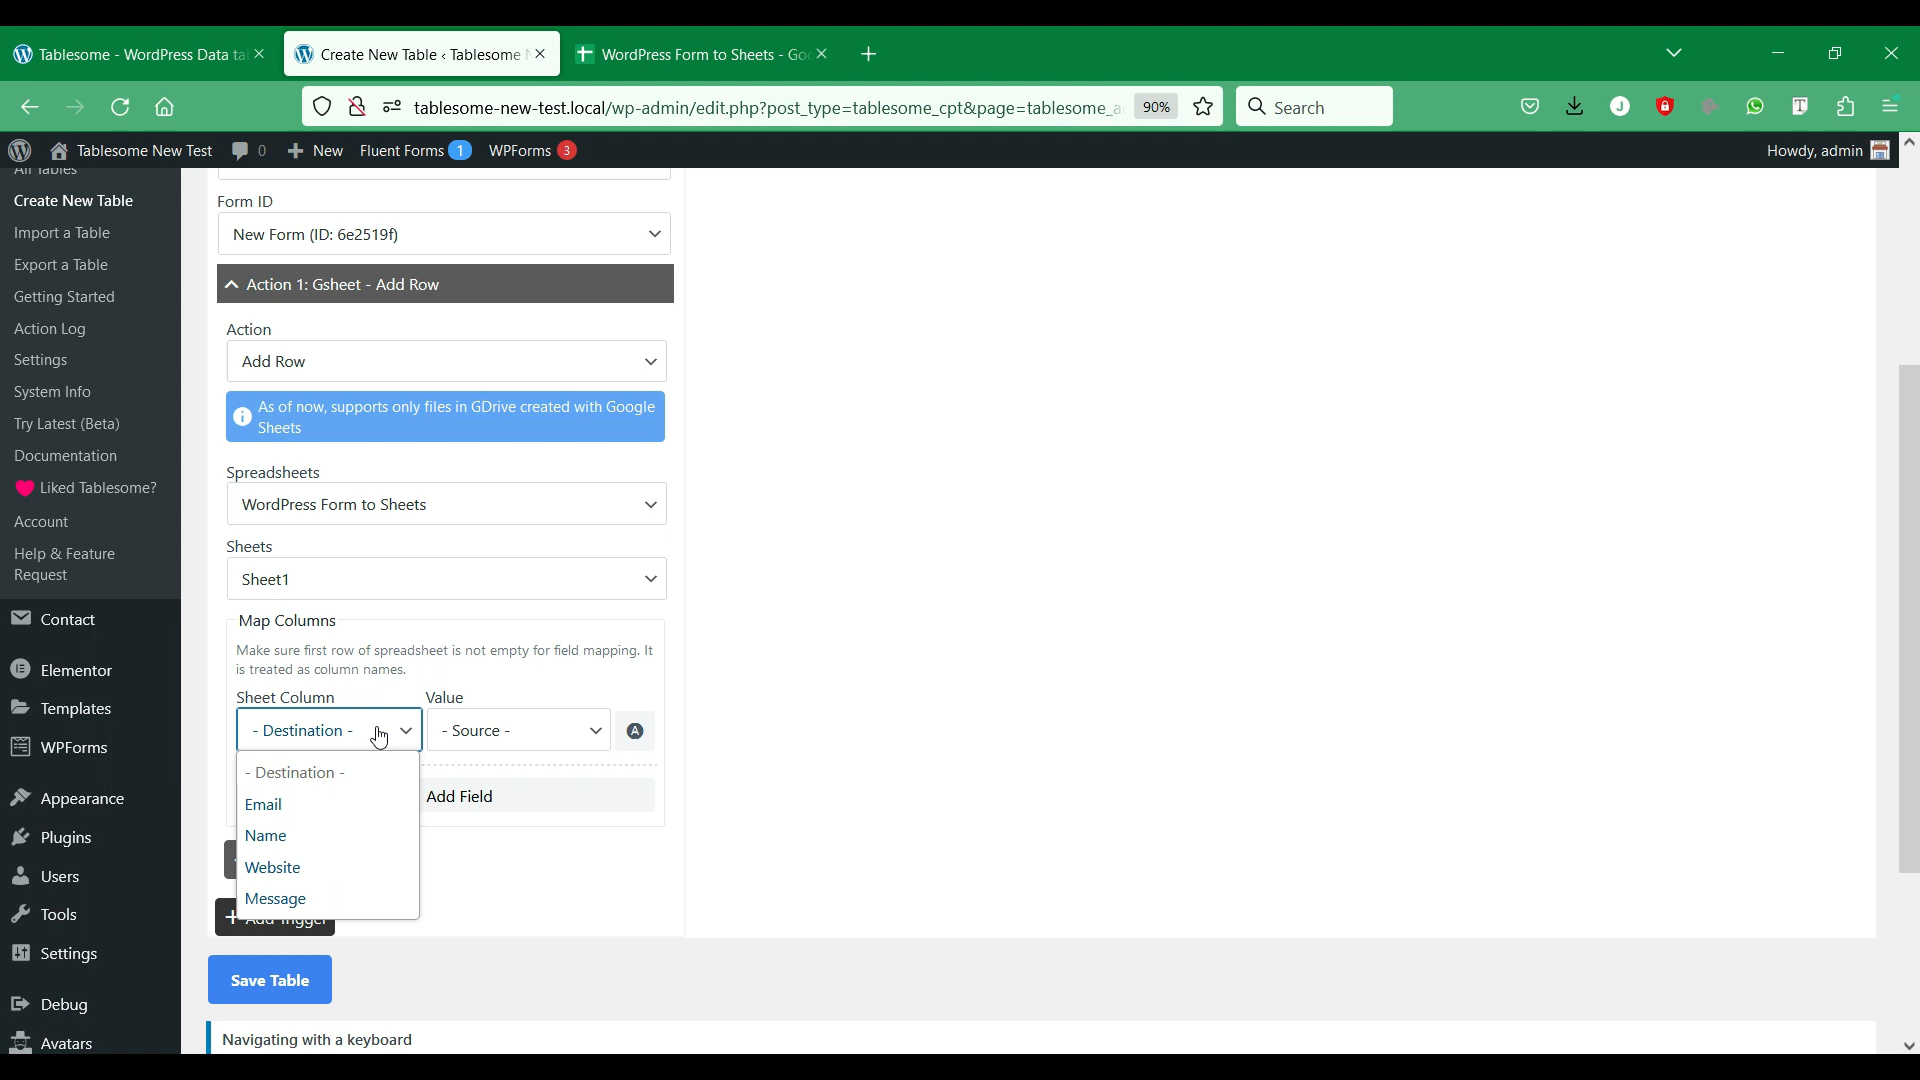 Tablesome - WordPress Data ta
Create New Table ‹ Tablesome
WordPress Form to Sheets - Goo
tablesome-new-test.local/wp-admin/edit.php?post_type=tablesome_cpt&page=tablesome_a
90%
Search
Tablesome New Test
0
New
Fluent Forms 1
WPForms 3
Howdy, admin
All Tables
Create New Table
Import a Table
Export a Table
Getting Started
Action Log
Settings
System Info
Try Latest (Beta)
Documentation
Liked Tablesome?
Account
Help & Feature
Request
Contact
Elementor
Templates
WPForms
Appearance
Plugins
Users
Tools
Settings
Debug
Avatars
Form ID
New Form (ID: 6e2519f)
Action 1: Gsheet - Add Row
Action
Add Row
As of now, supports only files in GDrive created with Google
Sheets
Spreadsheets
WordPress Form to Sheets
Sheets
Sheet1
Map Columns
Make sure first row of spreadsheet is not empty for field mapping. It
is treated as column names.
Sheet Column Value
- Destination - - Source - A
- Destination -
Email
Name
Website
Message
Add Field
+ Add Trigger
Save Table
Navigating with a keyboard